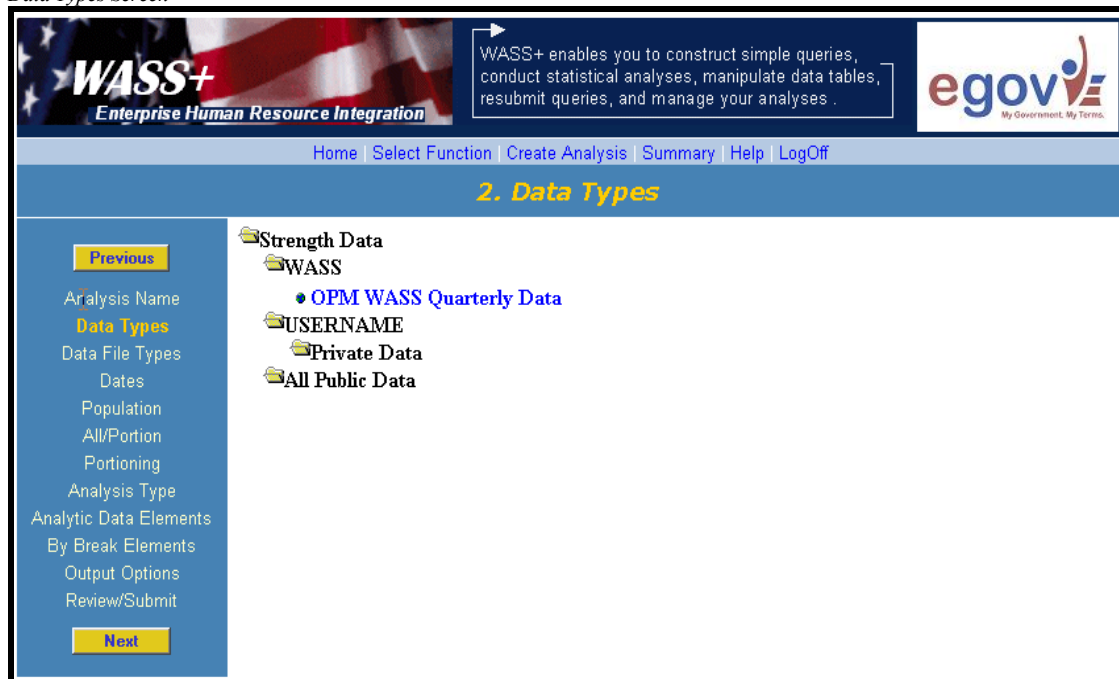 Data Types Screen
WASS+
Enterprise Human Resource Integration
WASS+ enables you to construct simple queries,
conduct statistical analyses, manipulate data tables,
resubmit queries, and manage your analyses .
egov
My Government. My Terms.
Home | Select Function | Create Analysis | Summary | Help | LogOff
2. Data Types
Previous
Analysis Name
Data Types
Data File Types
Dates
Population
All/Portion
Portioning
Analysis Type
Analytic Data Elements
By Break Elements
Output Options
Review/Submit
Next
Strength Data
WASS
OPM WASS Quarterly Data
USERNAME
Private Data
All Public Data